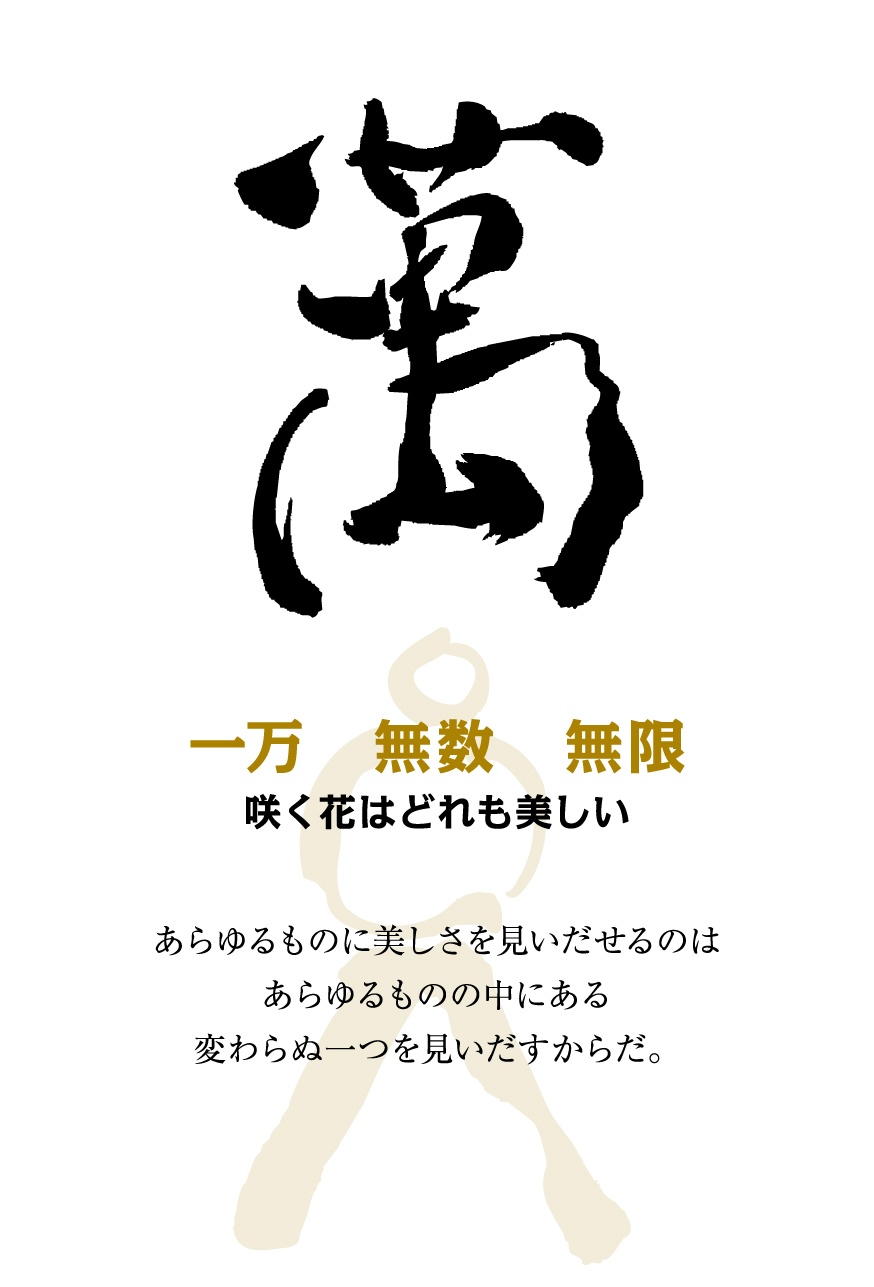 萬
一万　無数　無限
咲く花はどれも美しい
あらゆるものに美しさを見いだせるのは
あらゆるものの中にある
変わらぬ一つを見いだすからだ。